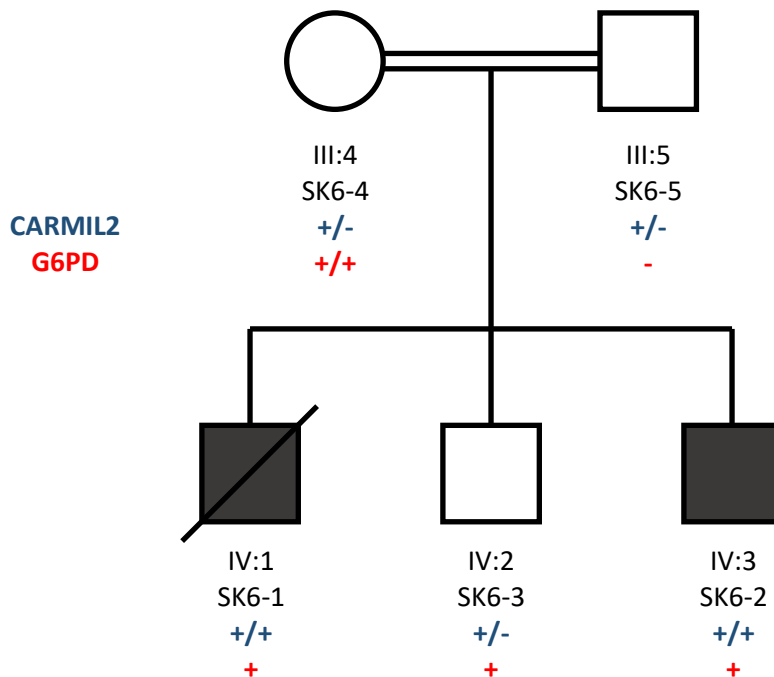 III:4 III:5
SK6-4 SK6-5
CARMIL2 +/- +/-
G6PD +/+ -
IV:1 IV:2 IV:3
SK6-1 SK6-3 SK6-2
+/+ +/- +/+
+ + +